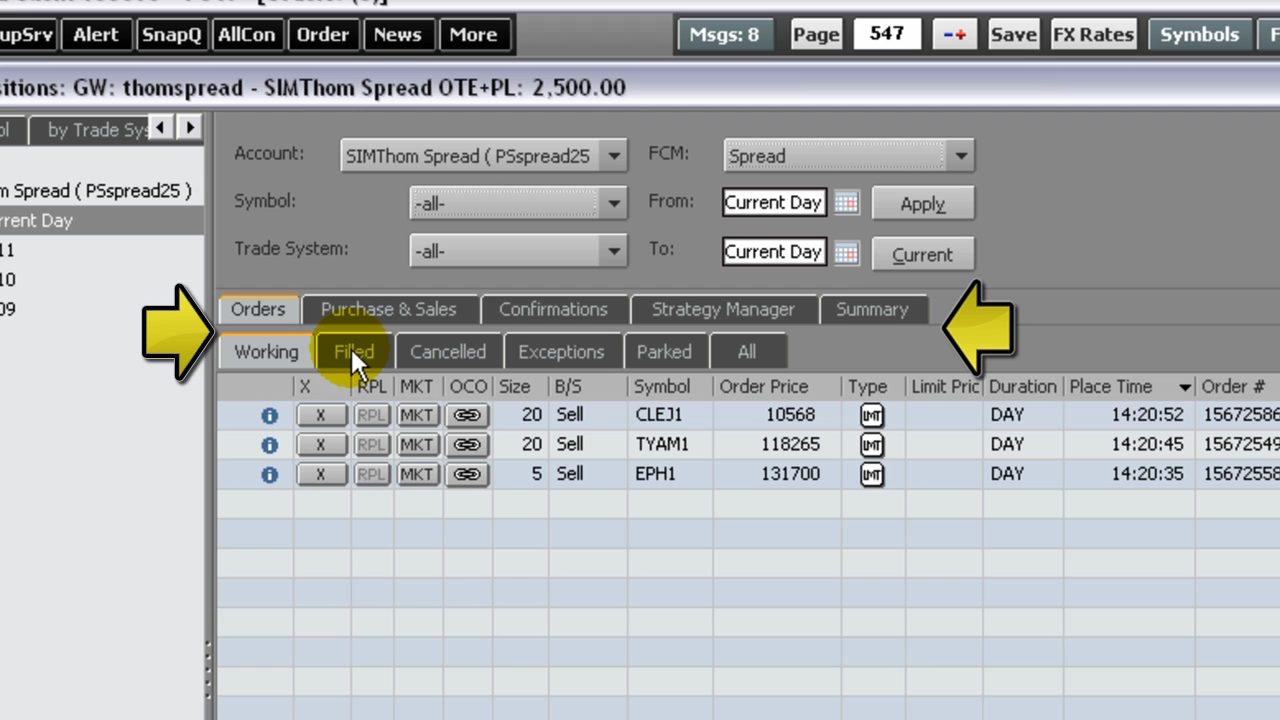 upSrv Alert SnapQ AllCon Order News More Msgs: 8 Page 547 -+ Save FX Rates Symbols F
sitions: GW: thomspread - SIMThom Spread OTE+PL: 2,500.00
ol by Trade Sys
m Spread ( PSspread25 )
rrent Day
11
10
09
Account: SIMThom Spread ( PSspread25 FCM: Spread
Symbol: -all- From: Current Day Apply
Trade System: -all- To: Current Day Current
Orders Purchase & Sales Confirmations Strategy Manager Summary
Working Filled Cancelled Exceptions Parked All
X RPL MKT OCO Size B/S Symbol Order Price Type Limit Pric Duration Place Time Order #
X RPL MKT 20 Sell CLEJ1 10568 LMT DAY 14:20:52 15672586
X RPL MKT 20 Sell TYAM1 118265 LMT DAY 14:20:45 15672549
X RPL MKT 5 Sell EPH1 131700 LMT DAY 14:20:35 15672558